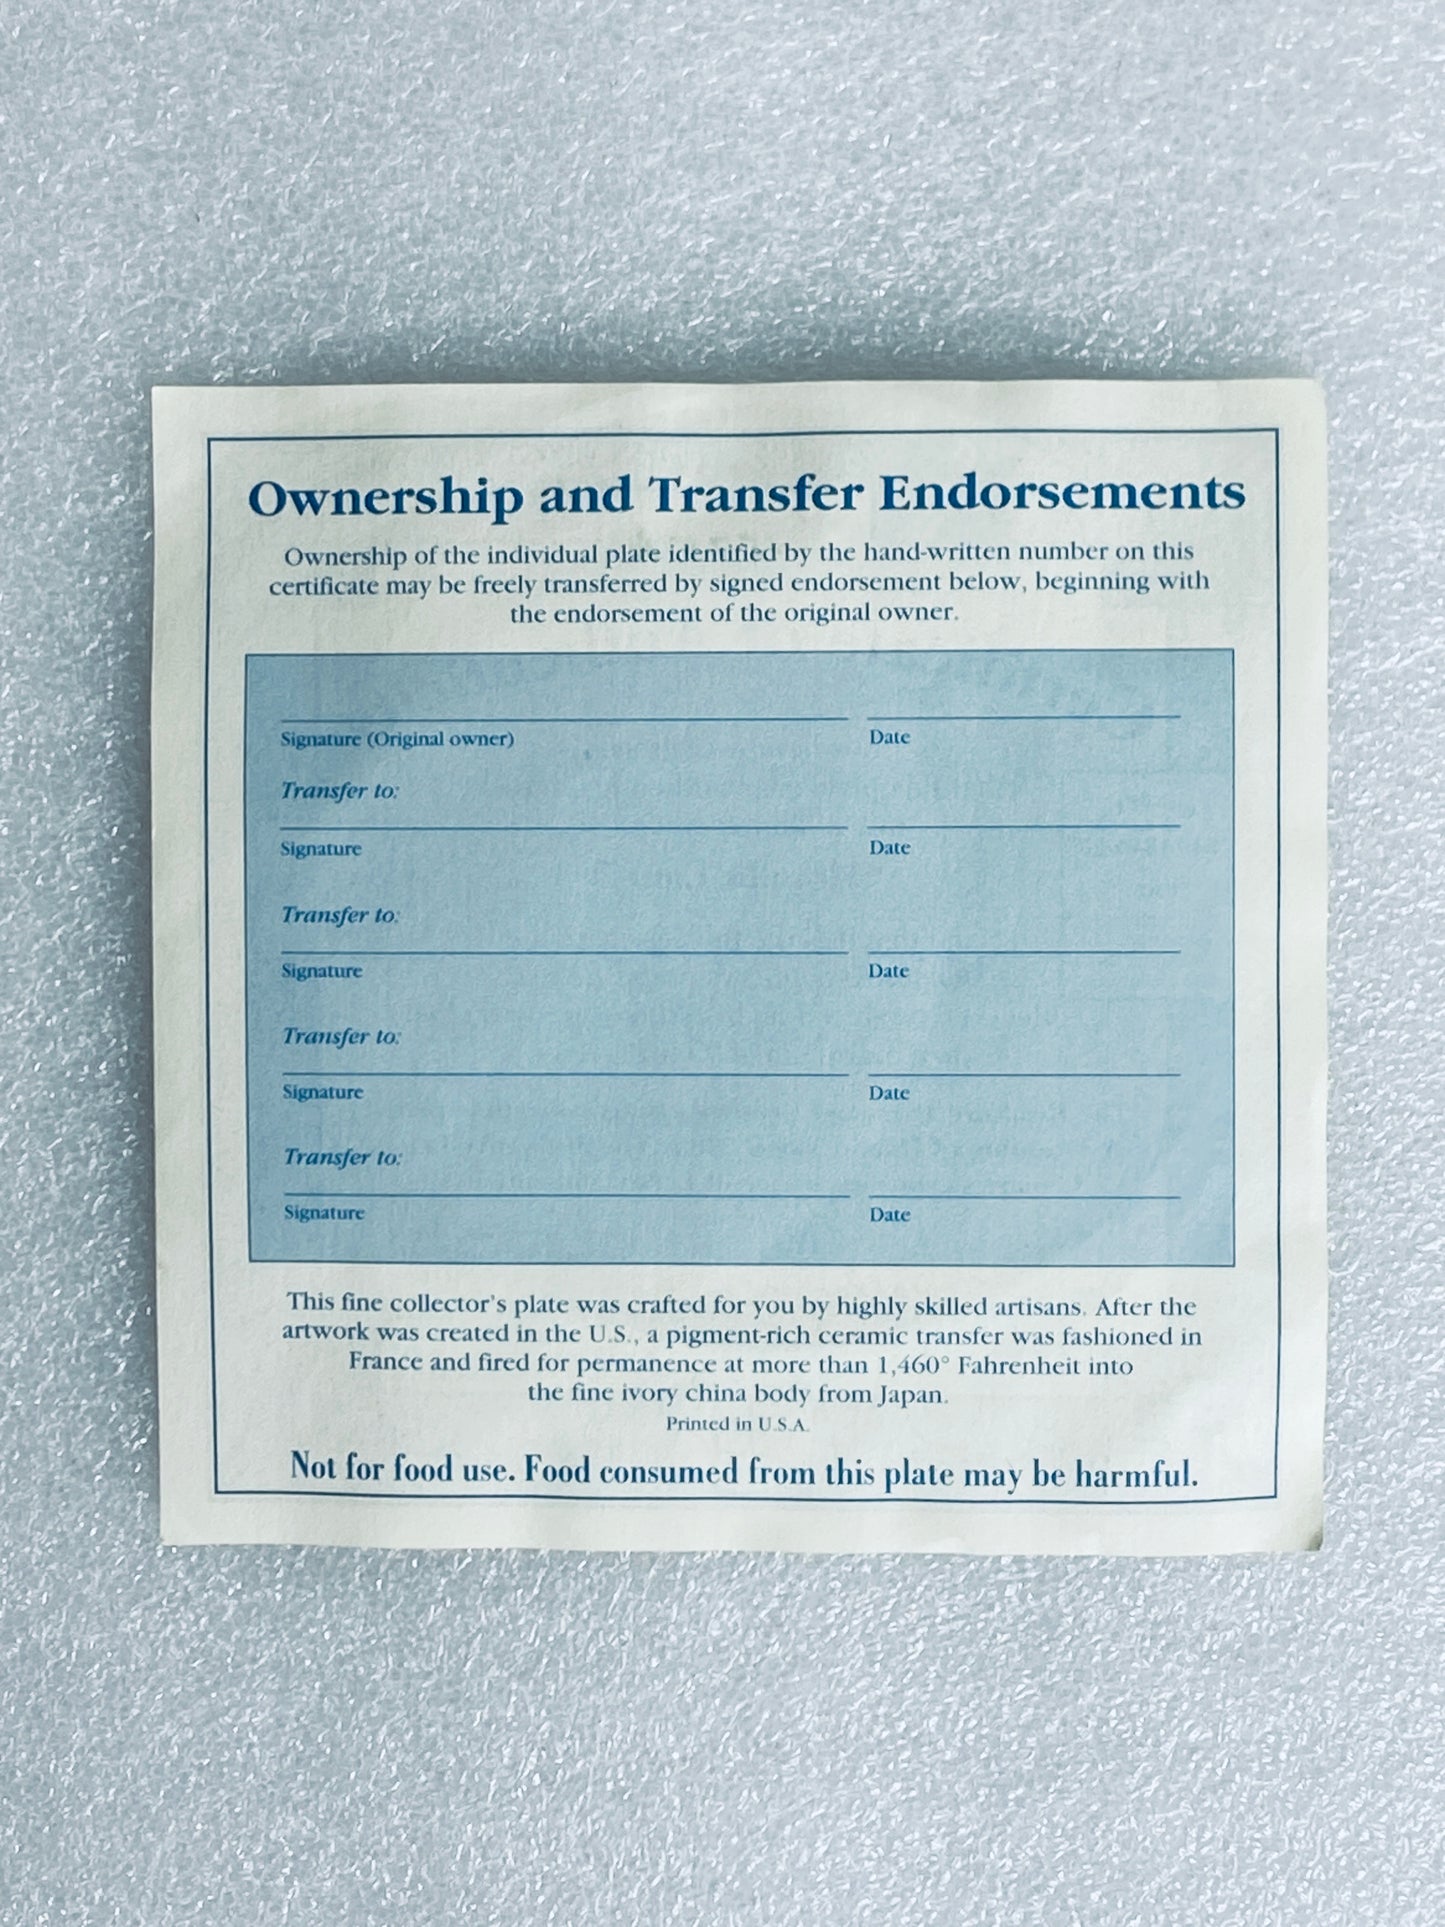 Ownership and Transfer Endorsements
Ownership of the individual plate identified by the hand-written number on this
certificate may be freely transferred by signed endorsement below, beginning with
the endorsement of the original owner.
Signature (Original owner) Date
Transfer to:
Signature Date
Transfer to:
Signature Date
Transfer to:
Signature Date
Transfer to:
Signature Date
This fine collector's plate was crafted for you by highly skilled artisans. After the
artwork was created in the U.S., a pigment-rich ceramic transfer was fashioned in
France and fired for permanence at more than 1,460° Fahrenheit into
the fine ivory china body from Japan.
Printed in U.S.A.
Not for food use. Food consumed from this plate may be harmful.